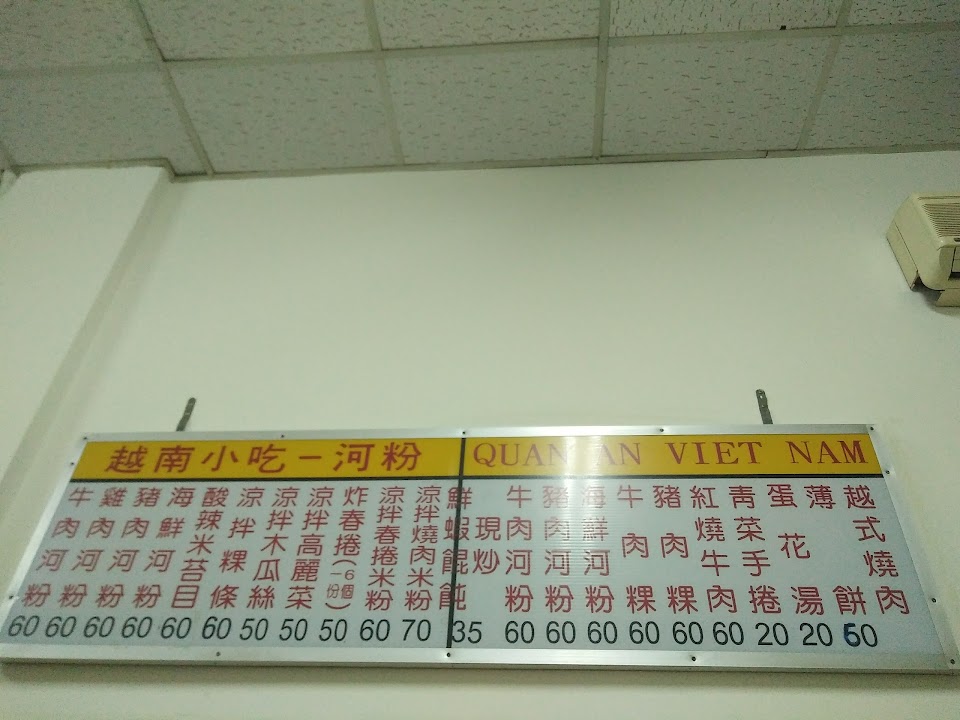 越南小吃－河粉
QUAN AN VIET NAM
牛肉河粉
雞肉河粉
豬肉河粉
海鮮河粉
酸辣米苔目
涼拌粿條
涼拌木瓜絲
涼拌高麗菜
炸春捲(一份6個)
涼拌春捲米粉
涼拌燒肉米粉
鮮蝦餛飩
現炒
牛肉河粉
豬肉河粉
海鮮河粉
牛肉粿
豬肉粿
紅燒牛肉
青菜手捲
蛋花湯
薄餅
越式燒肉
60 60 60 60 60 60 50 50 50 60 70 35 60 60 60 60 60 60 20 20